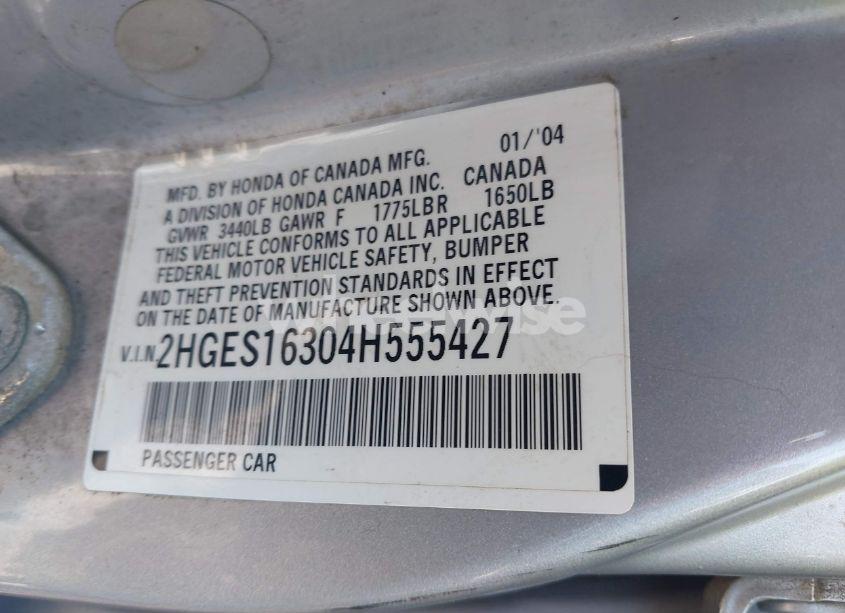 01/'04
MFD. BY HONDA OF CANADA MFG.
A DIVISION OF HONDA CANADA INC. CANADA
GVWR 3440LB GAWR F 1775LB R 1650LB
THIS VEHICLE CONFORMS TO ALL APPLICABLE
FEDERAL MOTOR VEHICLE SAFETY, BUMPER
AND THEFT PREVENTION STANDARDS IN EFFECT
ON THE DATE OF MANUFACTURE SHOWN ABOVE.
V.I.N. 2HGES16304H555427
PASSENGER CAR